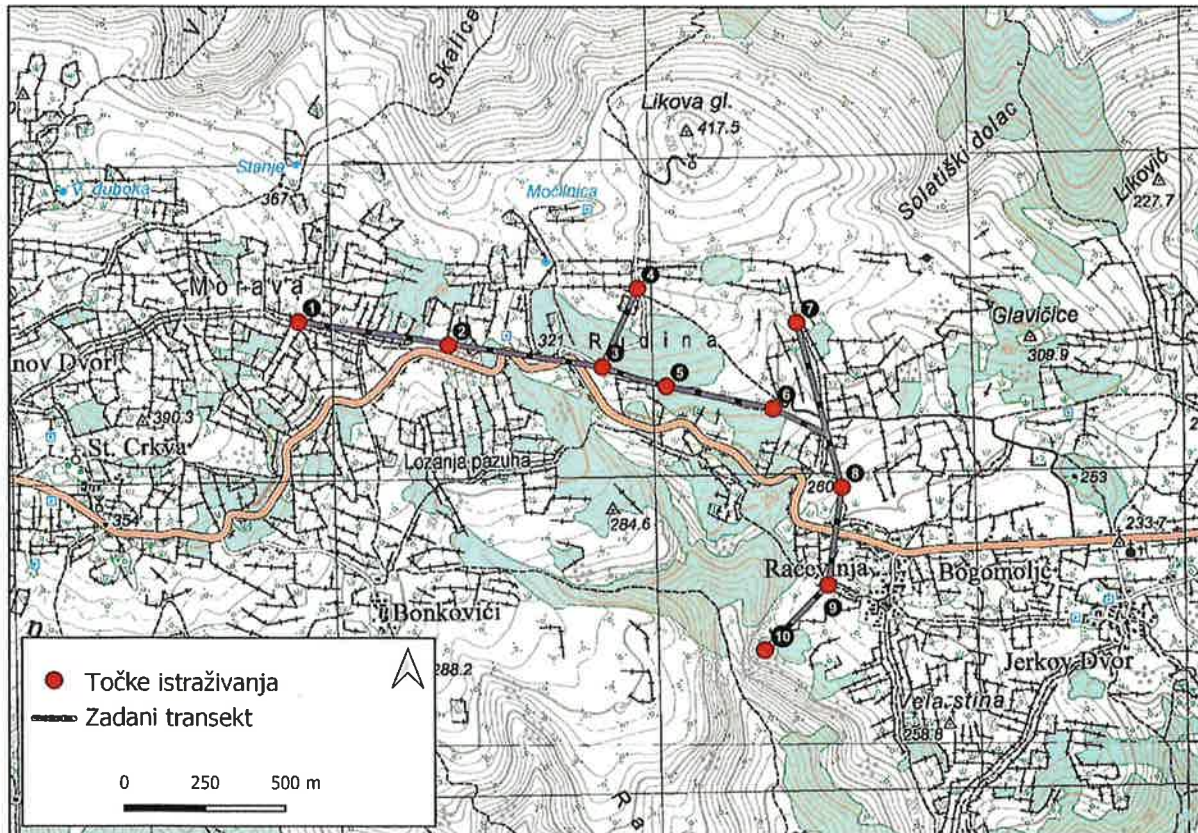 Skalice
Likova gl.
417.5
Solatiški dolac
Liković
227.7
Stanje
V. duboka
367
Močilnica
Morava
1
2
3
4
5
6
7
8
9
10
321
Rudina
Glavičice
309.9
nov Dvori
390.3
St. Crkva
354
Lozanja pazuha
284.6
260
253
233.7
Račevinja
Bogomolje
Bonkovići
288.2
Jerkov Dvor
Vela stina
258.8
R a
Točke istraživanja
Zadani transekt
0 250 500 m